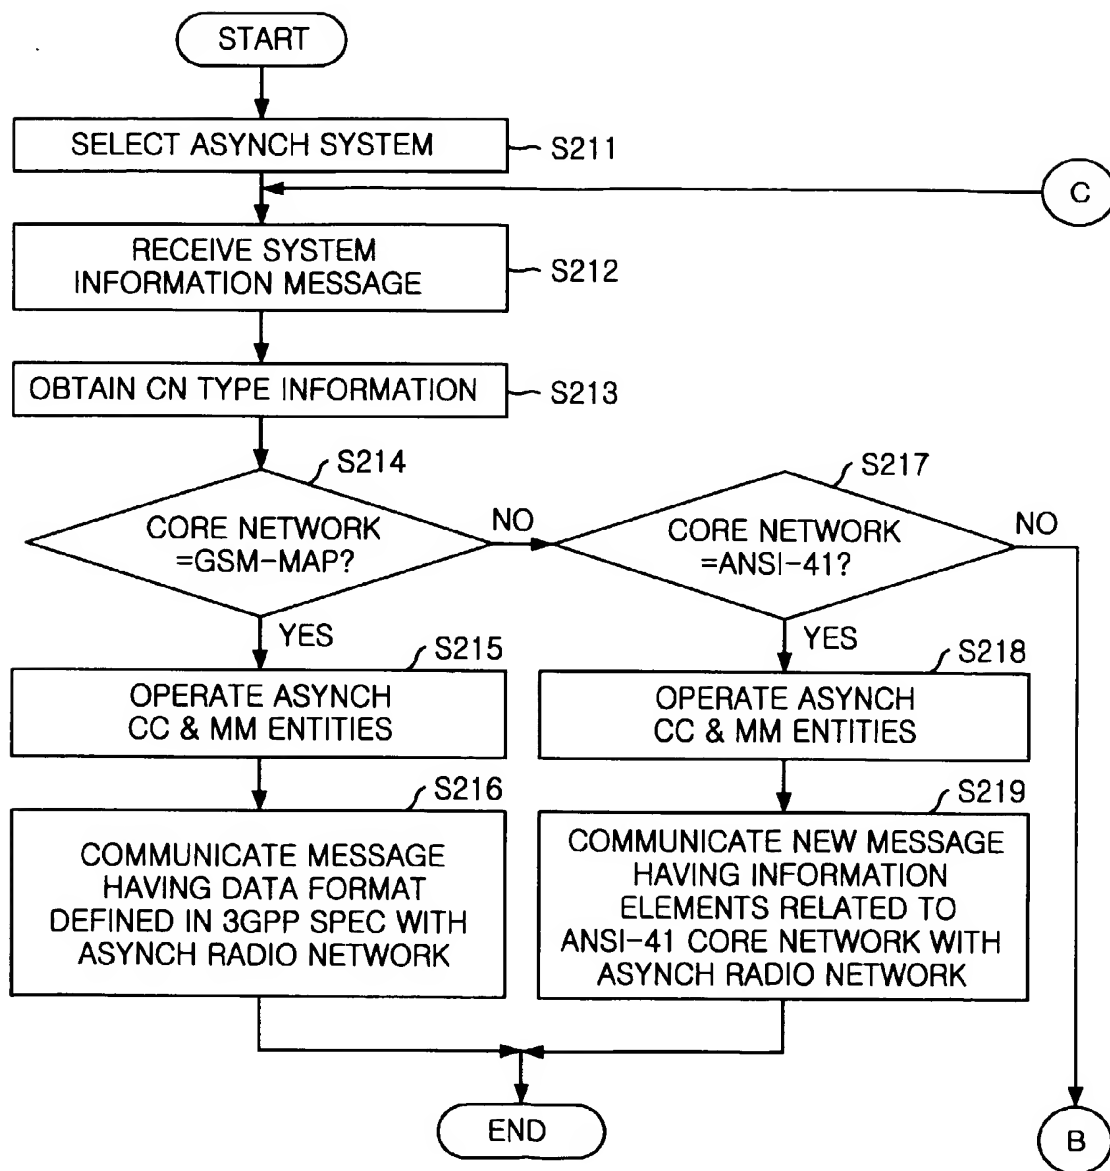 START
SELECT ASYNCH SYSTEM
S211
C
RECEIVE SYSTEM
INFORMATION MESSAGE
S212
OBTAIN CN TYPE INFORMATION
S213
S214
CORE NETWORK
=GSM-MAP?
NO
S217
CORE NETWORK
=ANSI-41?
NO
YES
YES
S215
OPERATE ASYNCH
CC & MM ENTITIES
S218
OPERATE ASYNCH
CC & MM ENTITIES
S216
COMMUNICATE MESSAGE
HAVING DATA FORMAT
DEFINED IN 3GPP SPEC WITH
ASYNCH RADIO NETWORK
S219
COMMUNICATE NEW MESSAGE
HAVING INFORMATION
ELEMENTS RELATED TO
ANSI-41 CORE NETWORK WITH
ASYNCH RADIO NETWORK
END
B